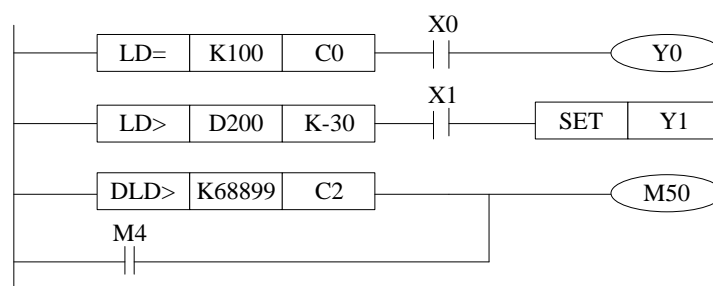 X0
LD= K100 C0 Y0
X1
LD> D200 K-30 SET Y1
DLD> K68899 C2 M50
M4